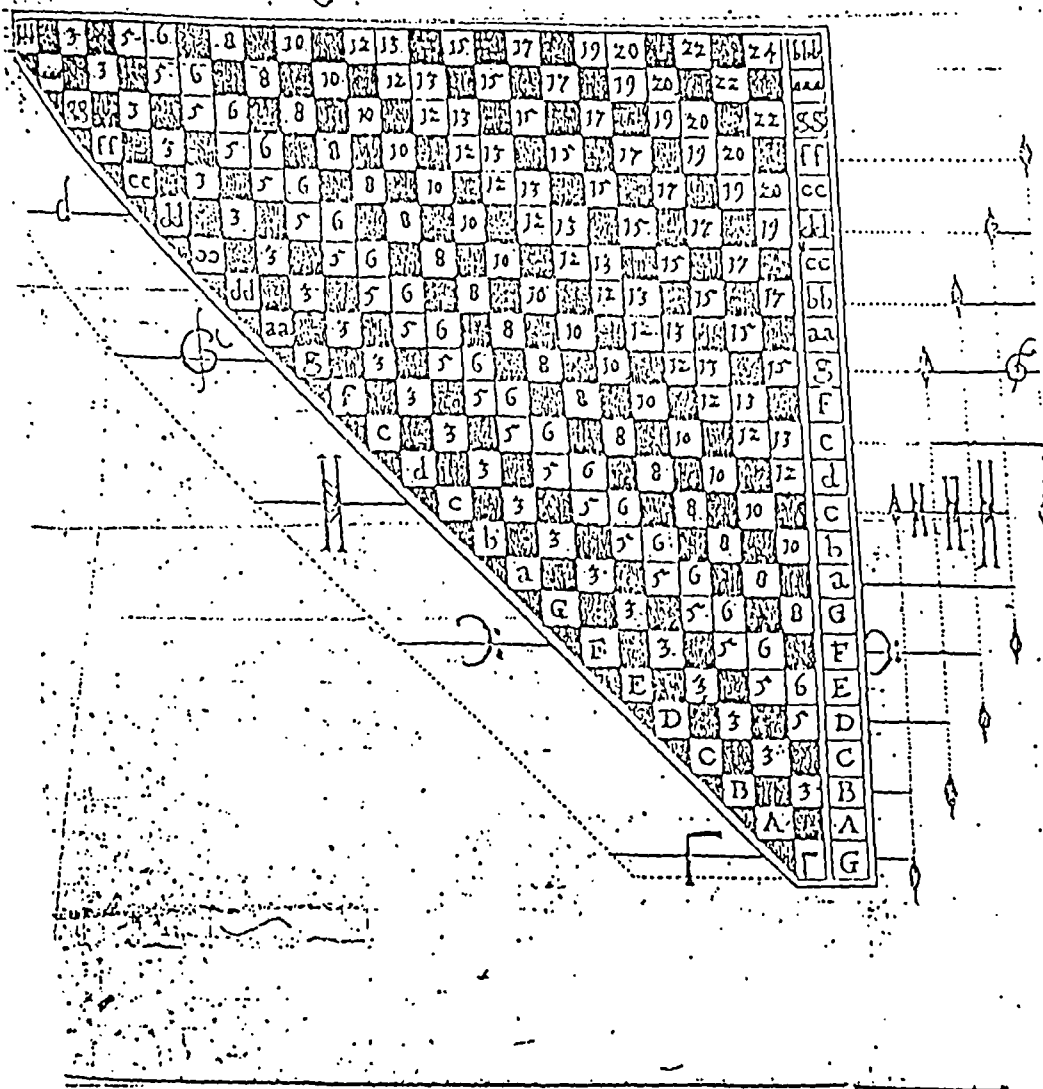 3 5 6 8 10 12 13 15 17 19 20 22 24 bbb
3 5 6 8 10 12 13 15 17 19 20 22 aaa
gg 3 5 6 8 10 12 13 15 17 19 20 22 gg
ff 3 5 6 8 10 12 13 15 17 19 20 ff
cc 3 5 6 8 10 12 13 15 17 19 20 cc
d dd 3 5 6 8 10 12 13 15 17 19 dd
cc 3 5 6 8 10 12 13 15 17 cc
dd 3 5 6 8 10 12 13 15 17 bb
aa 3 5 6 8 10 12 13 15 aa
g 3 5 6 8 10 12 13 15 g
f 3 5 6 8 10 12 13 F
C 3 5 6 8 10 12 13 c
d 3 5 6 8 10 12 d
C 3 5 6 8 10 c
b 3 5 6 8 10 b
a 3 5 6 8 a
G 3 5 6 8 G
F 3 5 6 F
E 3 5 6 E
D 3 5 D
C 3 C
B 3 B
A A
Γ Γ G